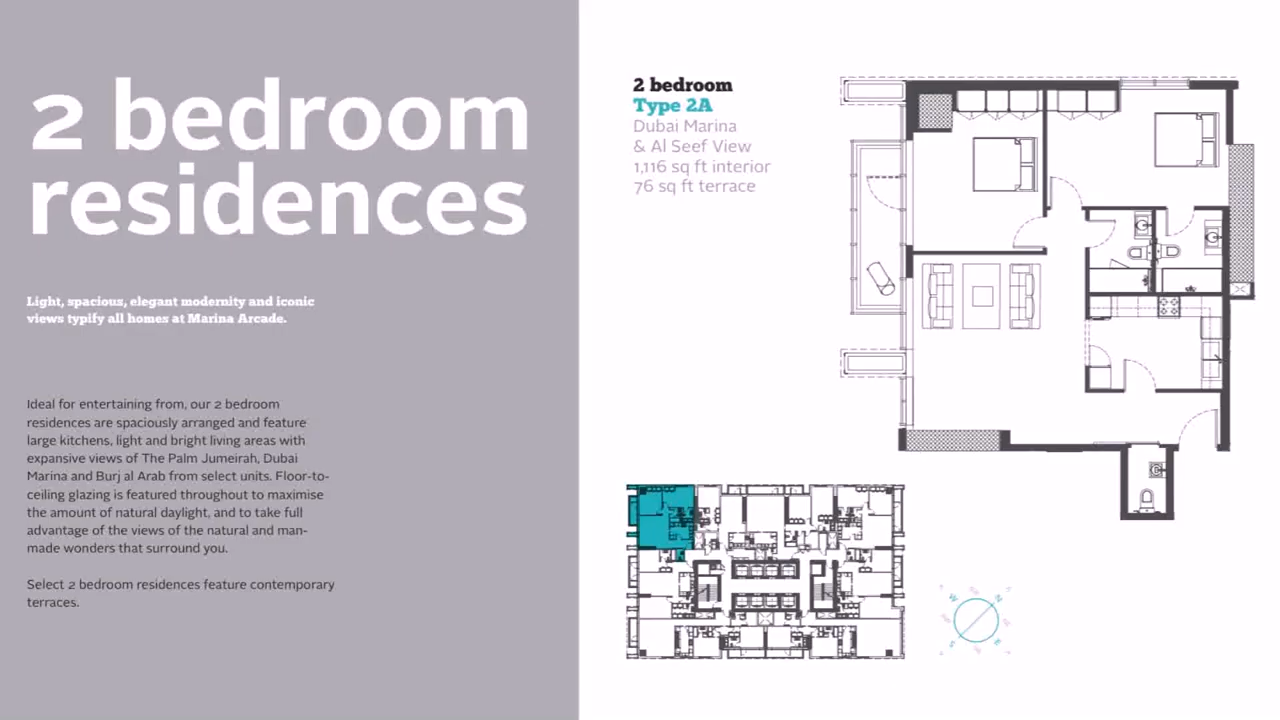 2 bedroom
residences
Light, spacious, elegant modernity and iconic
views typify all homes at Marina Arcade.
Ideal for entertaining from, our 2 bedroom
residences are spaciously arranged and feature
large kitchens, light and bright living areas with
expansive views of The Palm Jumeirah, Dubai
Marina and Burj al Arab from select units. Floor-to-
ceiling glazing is featured throughout to maximise
the amount of natural daylight, and to take full
advantage of the views of the natural and man-
made wonders that surround you.
Select 2 bedroom residences feature contemporary
terraces.
2 bedroom
Type 2A
Dubai Marina
& Al Seef View
1,116 sq ft interior
76 sq ft terrace
W
N
S
E